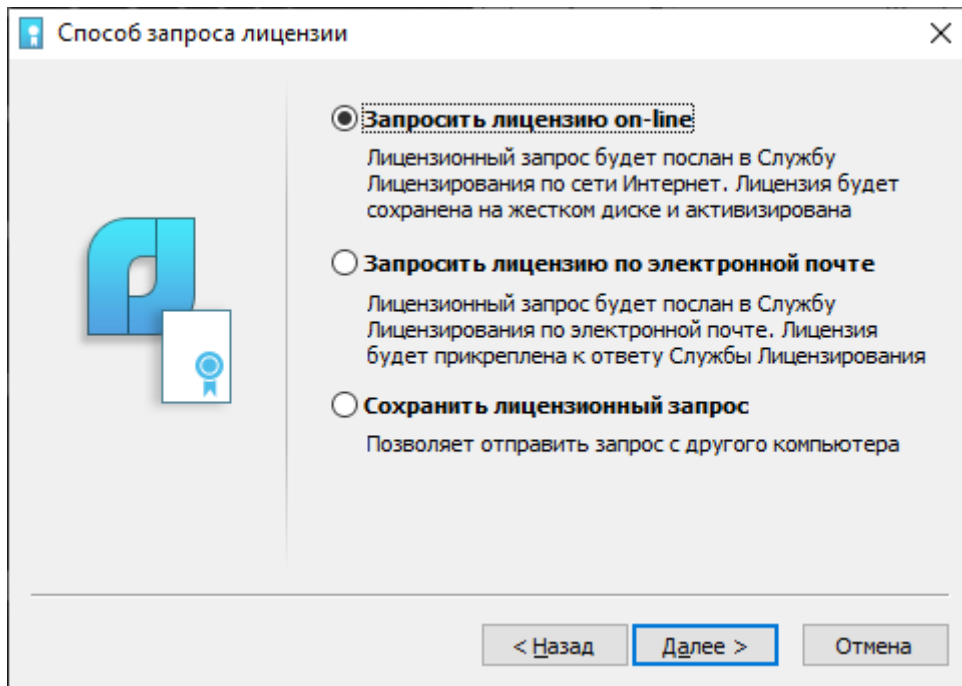 Способ запроса лицензии
Запросить лицензию on-line
Лицензионный запрос будет послан в Службу
Лицензирования по сети Интернет. Лицензия будет
сохранена на жестком диске и активизирована
Запросить лицензию по электронной почте
Лицензионный запрос будет послан в Службу
Лицензирования по электронной почте. Лицензия
будет прикреплена к ответу Службы Лицензирования
Сохранить лицензионный запрос
Позволяет отправить запрос с другого компьютера
< Назад
Далее >
Отмена